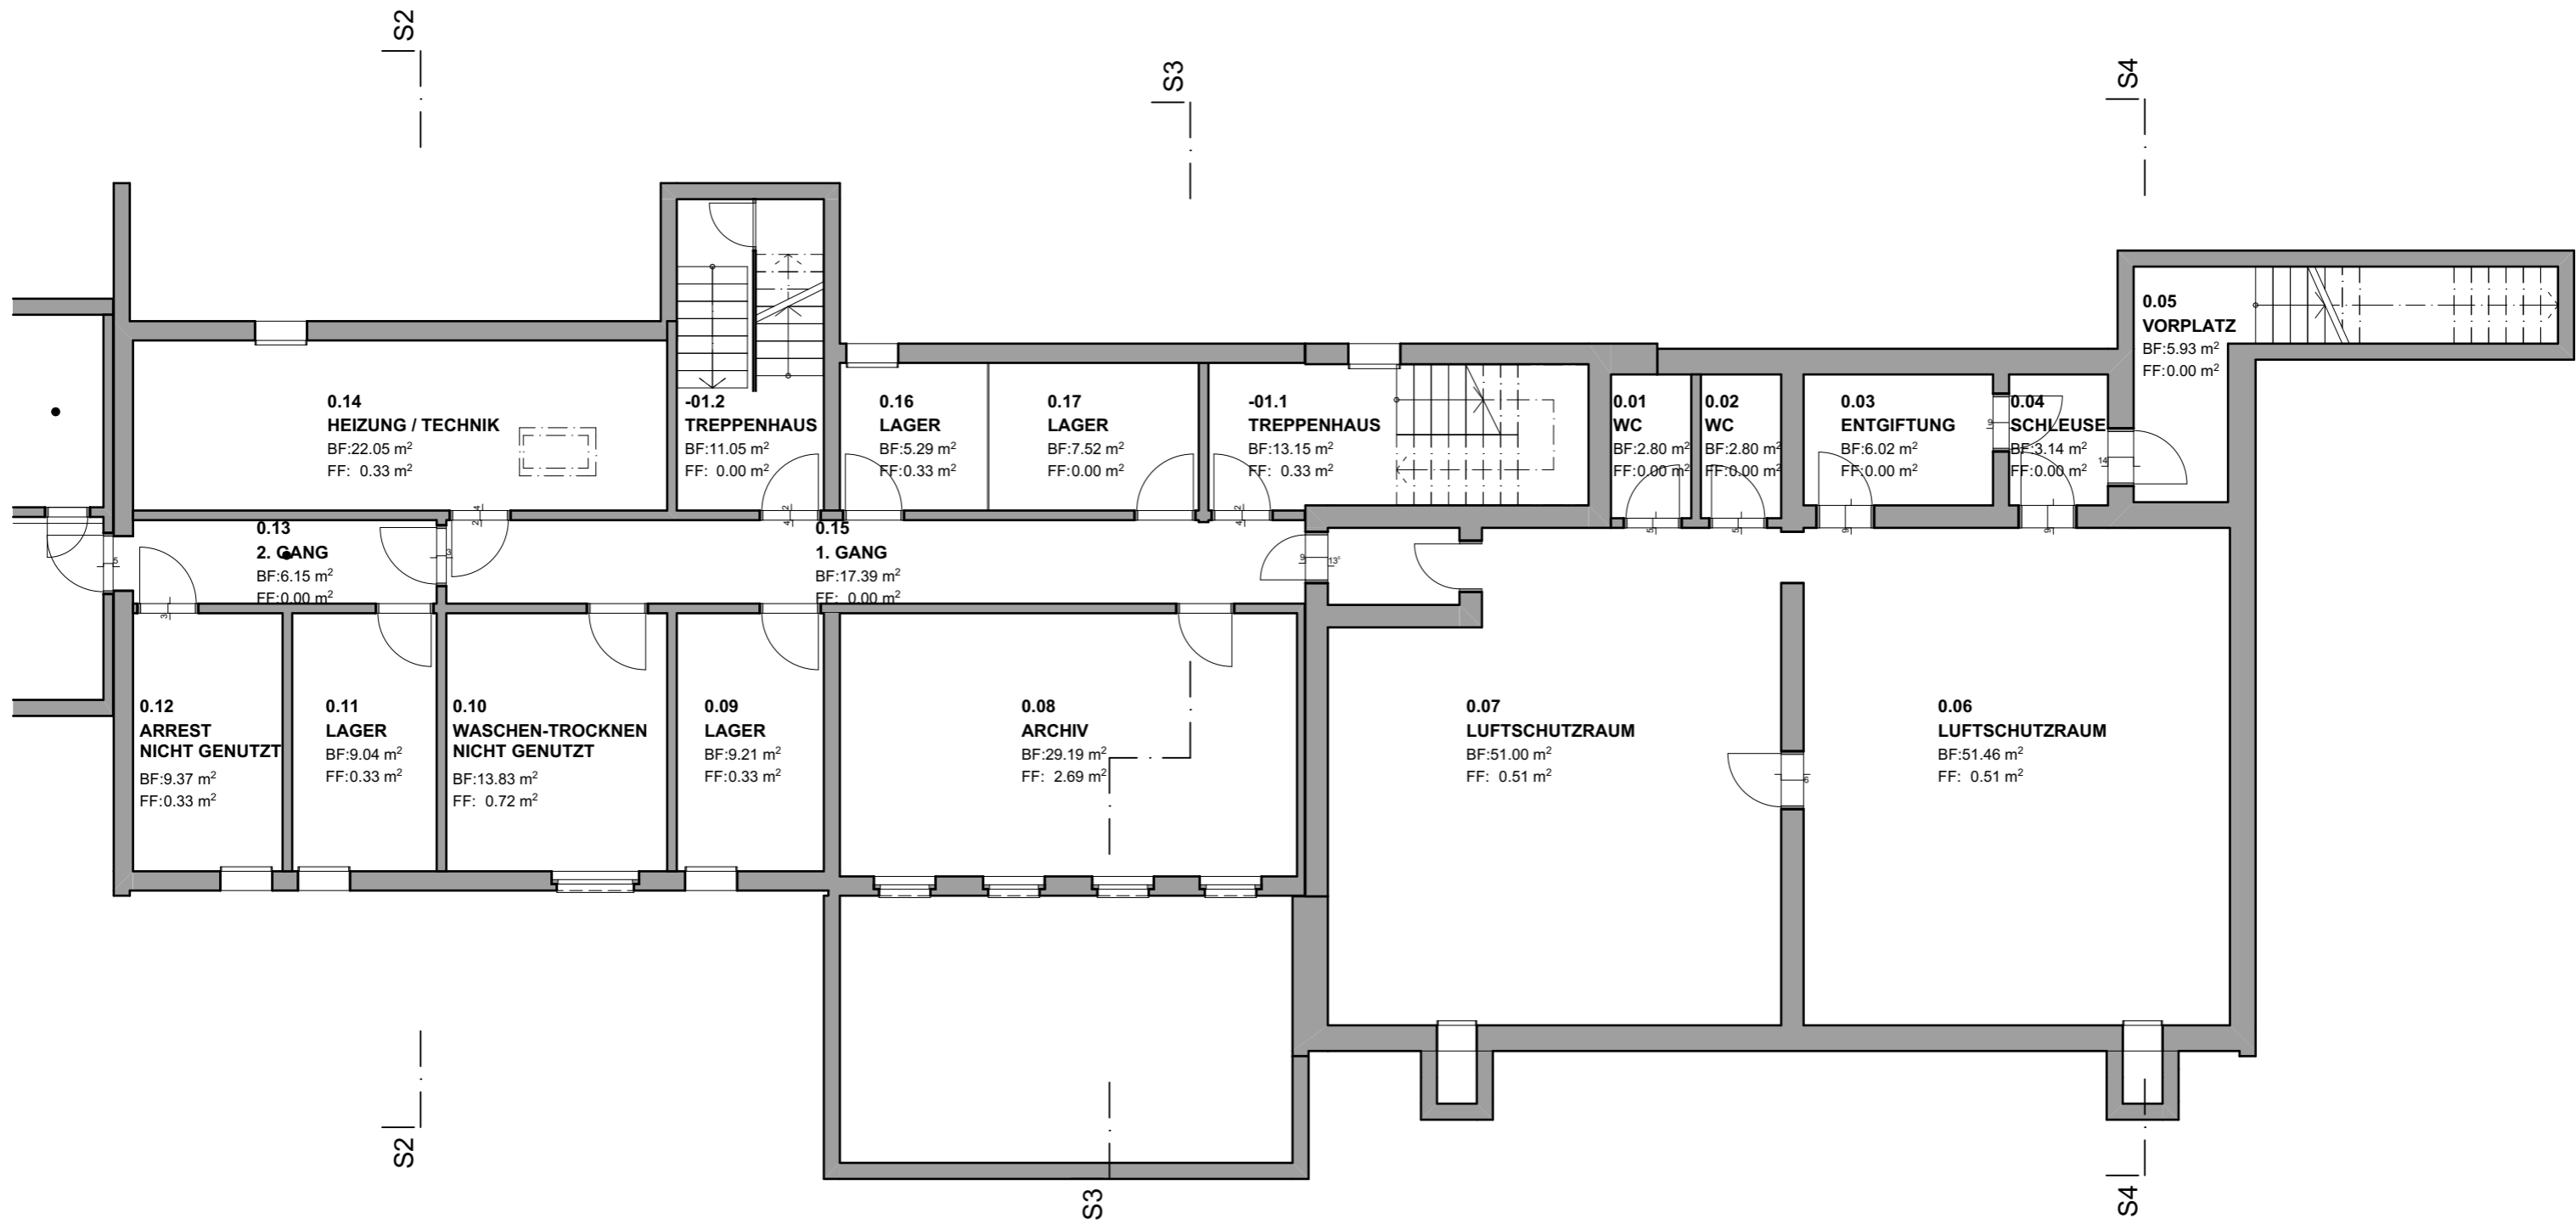 S2
S3
S4
0.05
VORPLATZ
BF:5.93 m²
FF:0.00 m²
0.14
HEIZUNG / TECHNIK
BF:22.05 m²
FF: 0.33 m²
-01.2
TREPPENHAUS
BF:11.05 m²
FF: 0.00 m²
0.16
LAGER
BF:5.29 m²
FF:0.33 m²
0.17
LAGER
BF:7.52 m²
FF:0.00 m²
-01.1
TREPPENHAUS
BF:13.15 m²
FF: 0.33 m²
0.01
WC
BF:2.80 m²
FF:0.00 m²
0.02
WC
BF:2.80 m²
FF:0.00 m²
0.03
ENTGIFTUNG
BF:6.02 m²
FF:0.00 m²
0.04
SCHLEUSE
BF:3.14 m²
FF:0.00 m²
0.13
2. GANG
BF:6.15 m²
FF:0.00 m²
0.15
1. GANG
BF:17.39 m²
FF: 0.00 m²
0.12
ARREST
NICHT GENUTZT
BF:9.37 m²
FF:0.33 m²
0.11
LAGER
BF:9.04 m²
FF:0.33 m²
0.10
WASCHEN-TROCKNEN
NICHT GENUTZT
BF:13.83 m²
FF: 0.72 m²
0.09
LAGER
BF:9.21 m²
FF:0.33 m²
0.08
ARCHIV
BF:29.19 m²
FF: 2.69 m²
0.07
LUFTSCHUTZRAUM
BF:51.00 m²
FF: 0.51 m²
0.06
LUFTSCHUTZRAUM
BF:51.46 m²
FF: 0.51 m²
S2
S3
S4